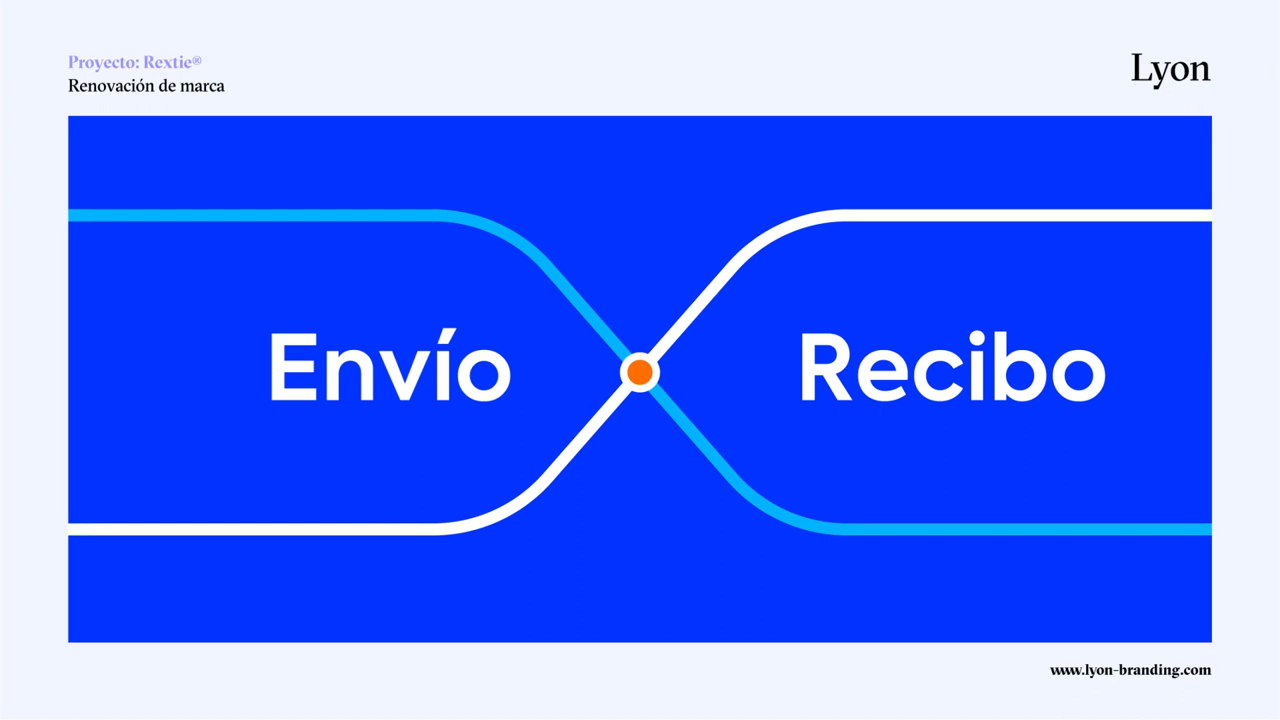 Proyecto: Rextie®
Renovación de marca
Lyon
Envío
Recibo
www.lyon-branding.com